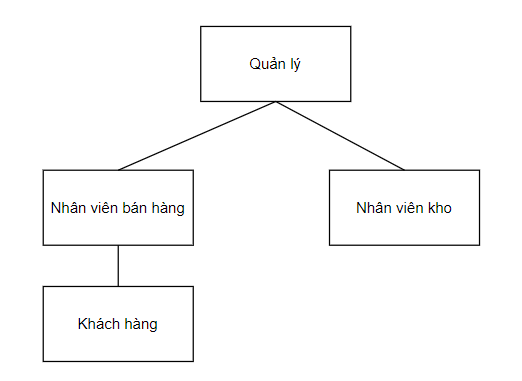 Quản lý
Nhân viên bán hàng
Nhân viên kho
Khách hàng